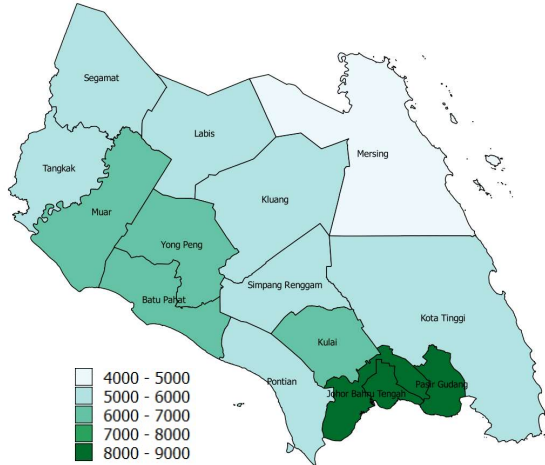 Segamat
Labis
Mersing
Tangkak
Kluang
Muar
Yong Peng
Simpang Renggam
Batu Pahat
Kota Tinggi
Kulai
Pontian
Johor Bahru Tengah
Pasir Gudang
4000 - 5000
5000 - 6000
6000 - 7000
7000 - 8000
8000 - 9000